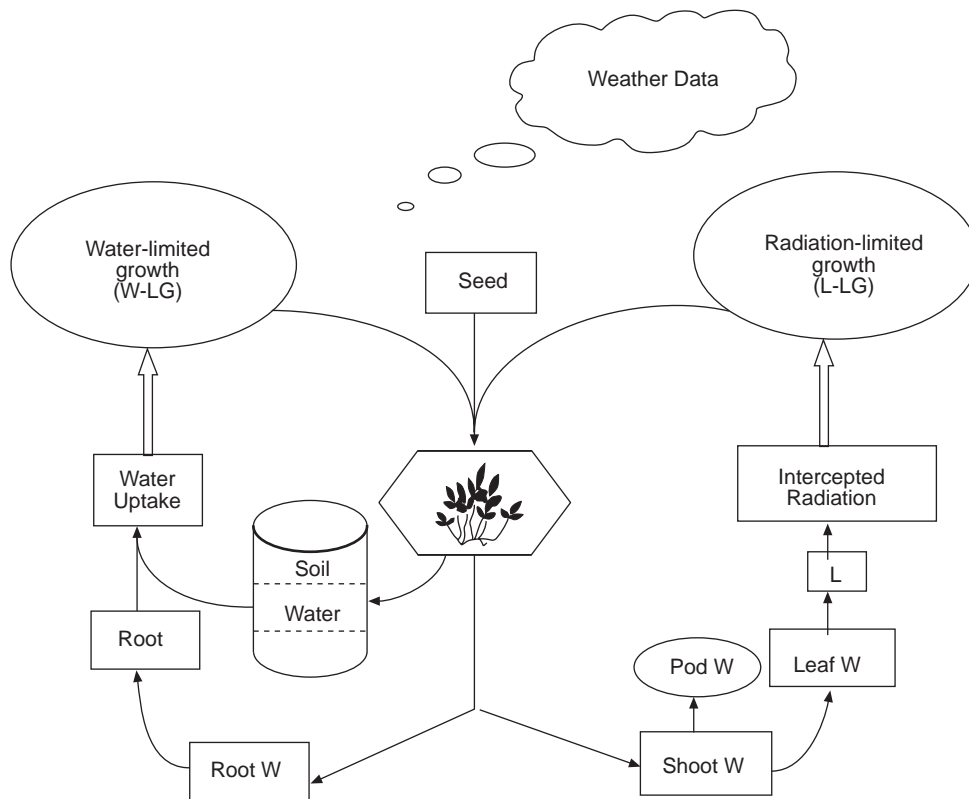 Weather Data
Water-limited
growth
(W-LG)
Radiation-limited
growth
(L-LG)
Seed
Water
Uptake
Intercepted
Radiation
Soil
Water
L
Root
Pod W
Leaf W
Root W
Shoot W